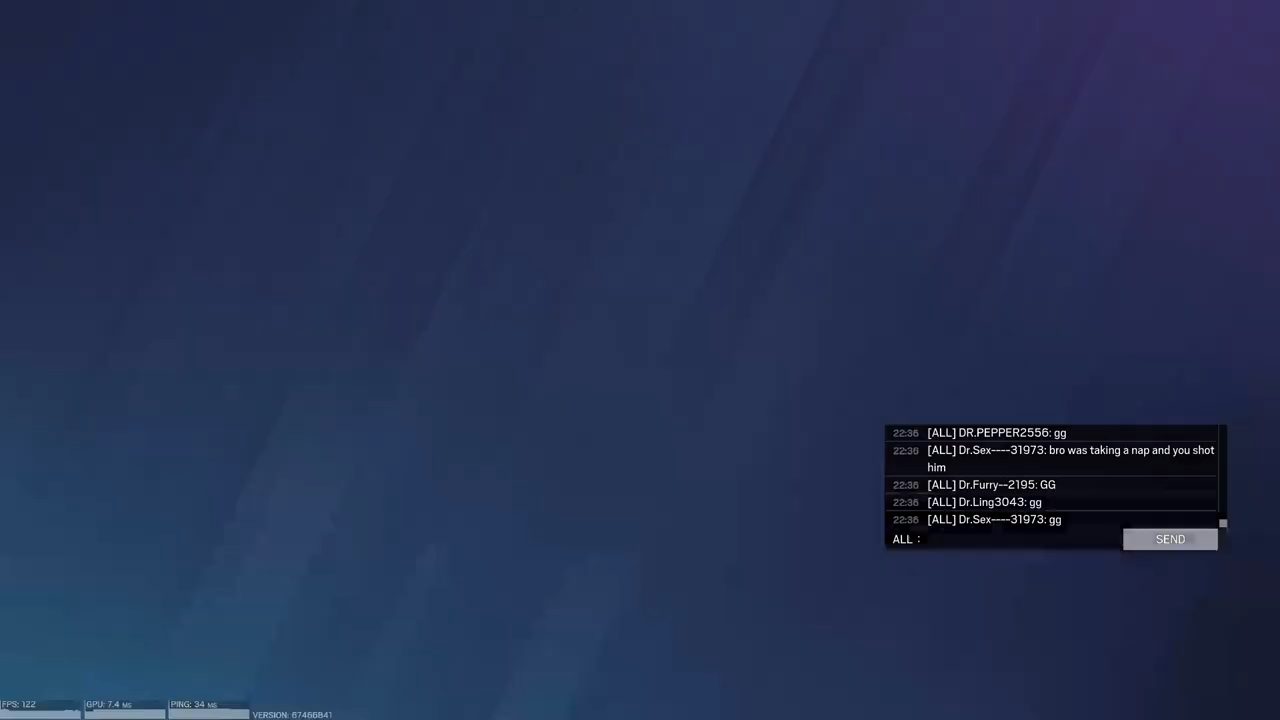 22:36 [ALL] DR.PEPPER2556: gg
22:36 [ALL] Dr.Sex----31973: bro was taking a nap and you shot
him
22:36 [ALL] Dr.Furry--2195: GG
22:36 [ALL] Dr.Ling3043: gg
22:36 [ALL] Dr.Sex----31973: gg
ALL : SEND
FPS: 122 GPU: 7.4 MS PING: 34 MS
VERSION: 67466841